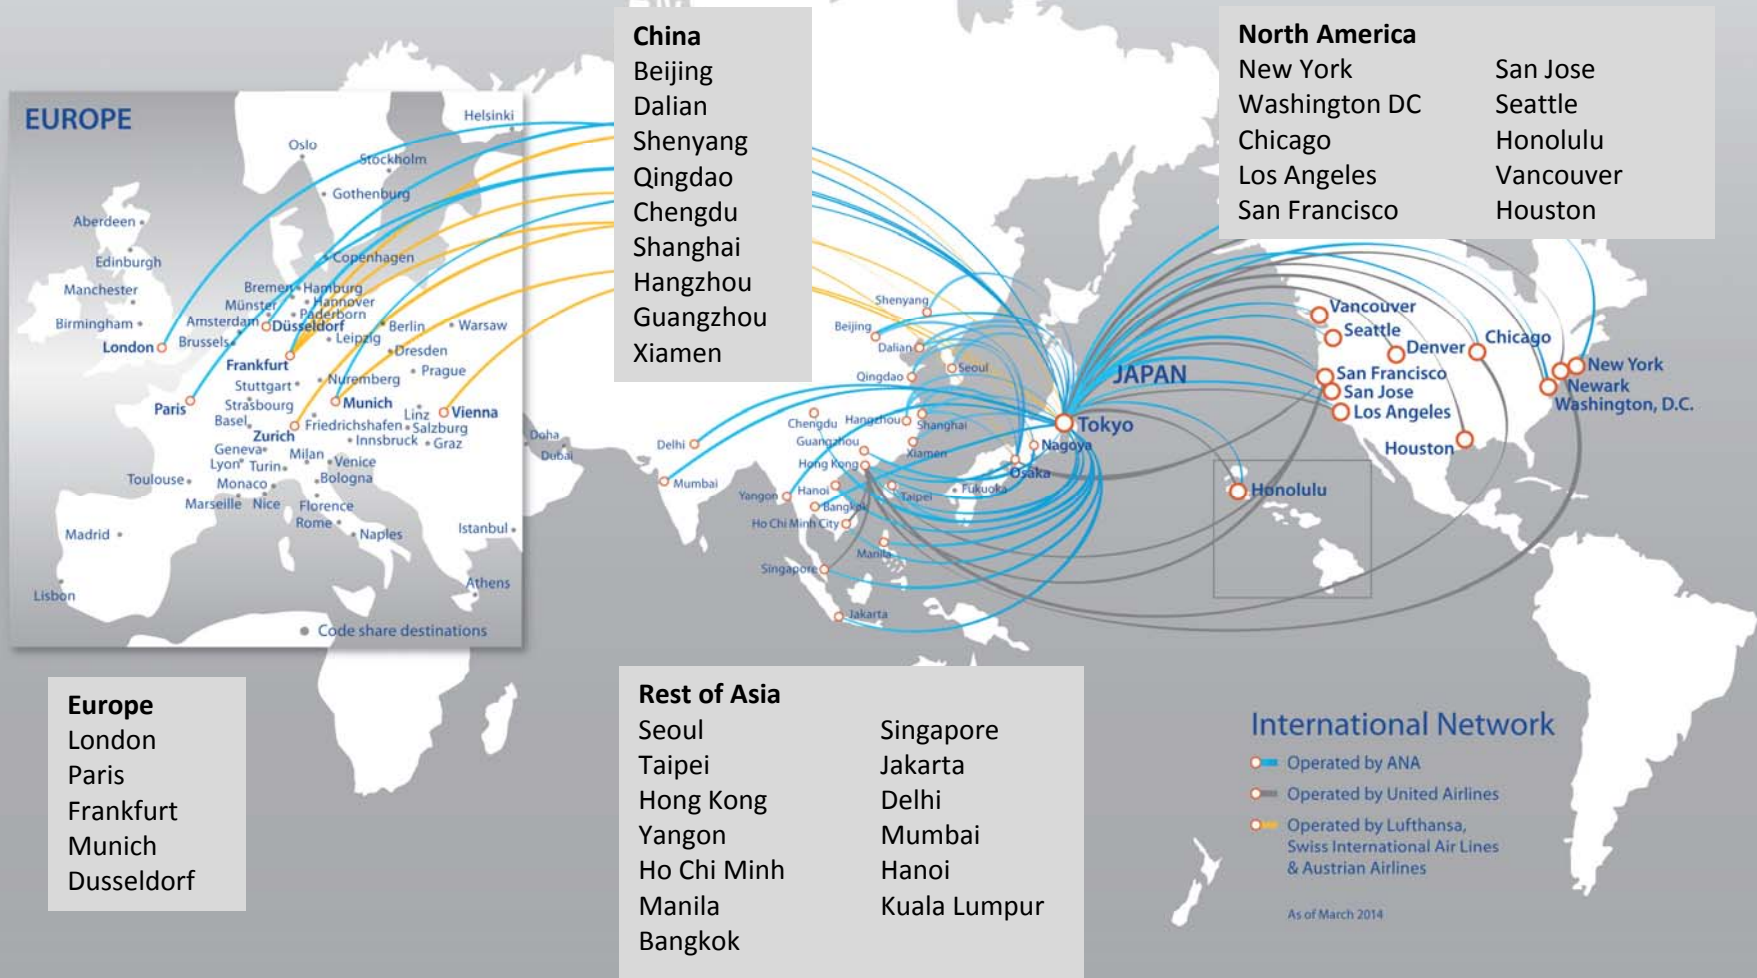 China
Beijing
Dalian
Shenyang
Qingdao
Chengdu
Shanghai
Hangzhou
Guangzhou
Xiamen
North America
New York San Jose
Washington DC Seattle
Chicago Honolulu
Los Angeles Vancouver
San Francisco Houston
EUROPE
Helsinki
Oslo
Stockholm
Gothenburg
Aberdeen
Edinburgh
Copenhagen
Manchester
Bremen
Hamburg
Hannover
Münster
Paderborn
Birmingham
Amsterdam
Düsseldorf
Berlin
Warsaw
London
Brussels
Leipzig
Dresden
Frankfurt
Prague
Stuttgart
Nuremberg
Paris
Strasbourg
Munich
Linz
Vienna
Basel
Friedrichshafen
Salzburg
Zurich
Innsbruck
Graz
Geneva
Milan
Lyon
Turin
Venice
Toulouse
Monaco
Bologna
Marseille
Nice
Florence
Rome
Madrid
Naples
Istanbul
Athens
Lisbon
Code share destinations
Doha
Dubai
Shenyang
Beijing
Dalian
Seoul
Qingdao
Chengdu
Hangzhou
Shanghai
Delhi
Guangzhou
Xiamen
Hong Kong
Mumbai
Yangon
Hanoi
Taipei
Fukuoka
Bangkok
Ho Chi Minh City
Manila
Singapore
Jakarta
JAPAN
Tokyo
Nagoya
Osaka
Vancouver
Seattle
Chicago
Denver
New York
San Francisco
Newark
San Jose
Washington, D.C.
Los Angeles
Houston
Honolulu
Europe
London
Paris
Frankfurt
Munich
Dusseldorf
Rest of Asia
Seoul Singapore
Taipei Jakarta
Hong Kong Delhi
Yangon Mumbai
Ho Chi Minh Hanoi
Manila Kuala Lumpur
Bangkok
International Network
Operated by ANA
Operated by United Airlines
Operated by Lufthansa,
Swiss International Air Lines
& Austrian Airlines
As of March 2014